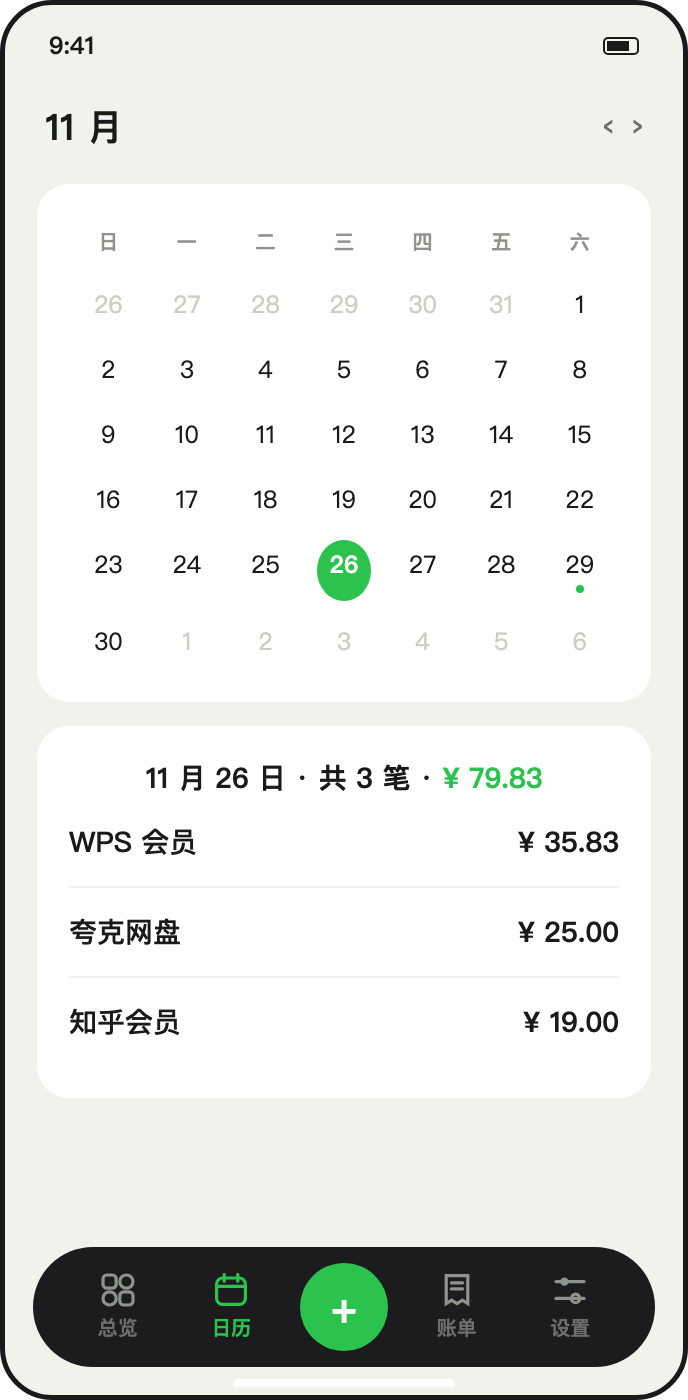 9:41
11 月
< >
日 一 二 三 四 五 六
26 27 28 29 30 31 1
2 3 4 5 6 7 8
9 10 11 12 13 14 15
16 17 18 19 20 21 22
23 24 25 26 27 28 29
30 1 2 3 4 5 6
11 月 26 日 · 共 3 笔 · ¥ 79.83
WPS 会员 ¥ 35.83
夸克网盘 ¥ 25.00
知乎会员 ¥ 19.00
+
总览 日历 账单 设置